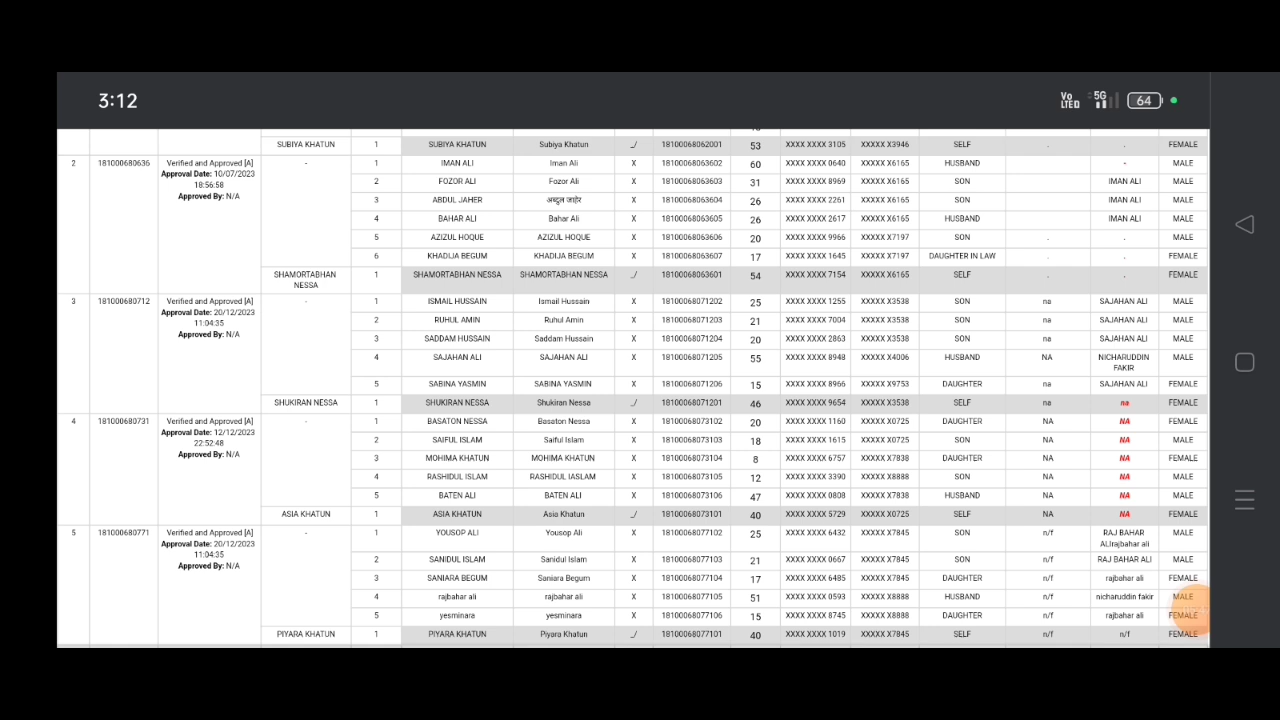 3:12
Vo LTED 5G 64
SUBIYA KHATUN 1 SUBIYA KHATUN Subiya Khatun _/ 18100068062001 53 XXXX XXXX 3105 XXXXX X3946 SELF . . FEMALE
2 181000680636 Verified and Approved [A] - 1 IMAN ALI Iman Ali X 18100068063602 60 XXXX XXXX 0640 XXXXX X6165 HUSBAND - MALE
Approval Date: 10/07/2023
18:56:58
Approved By: N/A
2 FOZOR ALI Fozor Ali X 18100068063603 31 XXXX XXXX 8969 XXXXX X6165 SON IMAN ALI MALE
3 ABDUL JAHER अब्दुल जाहेर X 18100068063604 26 XXXX XXXX 2261 XXXXX X6165 SON IMAN ALI MALE
4 BAHAR ALI Bahar Ali X 18100068063605 26 XXXX XXXX 2617 XXXXX X6165 HUSBAND IMAN ALI MALE
5 AZIZUL HOQUE AZIZUL HOQUE X 18100068063606 20 XXXX XXXX 9966 XXXXX X7197 SON . . MALE
6 KHADIJA BEGUM KHADIJA BEGUM X 18100068063607 17 XXXX XXXX 1645 XXXXX X7197 DAUGHTER IN LAW . . FEMALE
SHAMORTABHAN NESSA 1 SHAMORTABHAN NESSA SHAMORTABHAN NESSA _/ 18100068063601 54 XXXX XXXX 7154 XXXXX X6165 SELF . . FEMALE
3 181000680712 Verified and Approved [A] - 1 ISMAIL HUSSAIN Ismail Hussain X 18100068071202 25 XXXX XXXX 1255 XXXXX X3538 SON na SAJAHAN ALI MALE
Approval Date: 20/12/2023
11:04:35
Approved By: N/A
2 RUHUL AMIN Ruhul Amin X 18100068071203 21 XXXX XXXX 7004 XXXXX X3538 SON na SAJAHAN ALI MALE
3 SADDAM HUSSAIN Saddam Hussain X 18100068071204 20 XXXX XXXX 2863 XXXXX X3538 SON na SAJAHAN ALI MALE
4 SAJAHAN ALI SAJAHAN ALI X 18100068071205 55 XXXX XXXX 8948 XXXXX X4006 HUSBAND NA NICHARUDDIN FAKIR MALE
5 SABINA YASMIN SABINA YASMIN X 18100068071206 15 XXXX XXXX 8966 XXXXX X9753 DAUGHTER na SAJAHAN ALI FEMALE
SHUKIRAN NESSA 1 SHUKIRAN NESSA Shukiran Nessa _/ 18100068071201 46 XXXX XXXX 9654 XXXXX X3538 SELF na na FEMALE
4 181000680731 Verified and Approved [A] - 1 BASATON NESSA Basaton Nessa X 18100068073102 20 XXXX XXXX 1160 XXXXX X0725 DAUGHTER NA NA FEMALE
Approval Date: 12/12/2023
22:52:48
Approved By: N/A
2 SAIFUL ISLAM Saiful Islam X 18100068073103 18 XXXX XXXX 1615 XXXXX X0725 SON NA NA MALE
3 MOHIMA KHATUN MOHIMA KHATUN X 18100068073104 8 XXXX XXXX 6757 XXXXX X7838 DAUGHTER NA NA FEMALE
4 RASHIDUL ISLAM RASHIDUL IASLAM X 18100068073105 12 XXXX XXXX 3390 XXXXX X8888 SON NA NA MALE
5 BATEN ALI BATEN ALI X 18100068073106 47 XXXX XXXX 0808 XXXXX X7838 HUSBAND NA NA MALE
ASIA KHATUN 1 ASIA KHATUN Asia Khatun _/ 18100068073101 40 XXXX XXXX 5729 XXXXX X0725 SELF NA NA FEMALE
5 181000680771 Verified and Approved [A] - 1 YOUSOP ALI Yousop Ali X 18100068077102 25 XXXX XXXX 6432 XXXXX X7845 SON n/f RAJ BAHAR ALIrajbahar ali MALE
Approval Date: 20/12/2023
11:04:35
Approved By: N/A
2 SANIDUL ISLAM Sanidul Islam X 18100068077103 21 XXXX XXXX 0667 XXXXX X7845 SON n/f RAJ BAHAR ALI MALE
3 SANIARA BEGUM Saniara Begum X 18100068077104 17 XXXX XXXX 6485 XXXXX X7845 DAUGHTER n/f rajbahar ali FEMALE
4 rajbahar ali rajbahar ali X 18100068077105 51 XXXX XXXX 0593 XXXXX X8888 HUSBAND n/f nicharuddin fakir MALE
5 yesminara yesminara X 18100068077106 15 XXXX XXXX 8745 XXXXX X8888 DAUGHTER n/f rajbahar ali FEMALE
PIYARA KHATUN 1 PIYARA KHATUN Piyara Khatun _/ 18100068077101 40 XXXX XXXX 1019 XXXXX X7845 SELF n/f n/f FEMALE